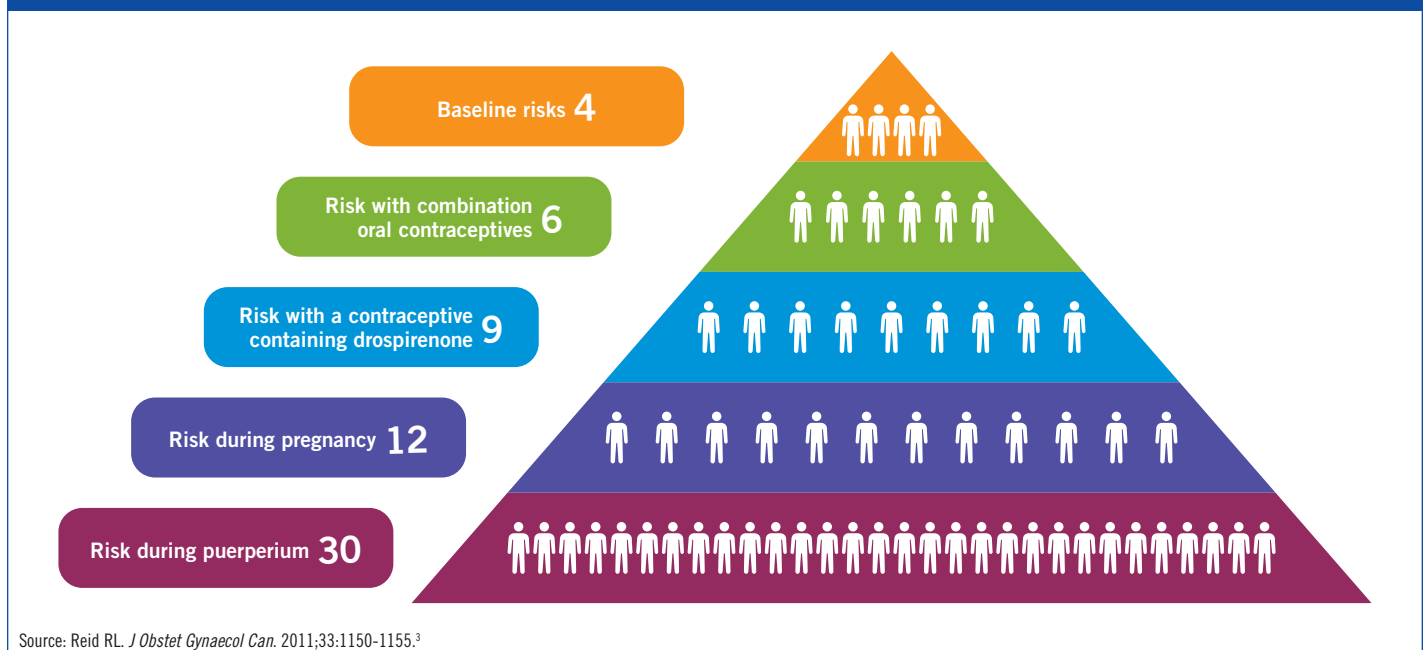 Baseline risks 4
Risk with combination
oral contraceptives 6
Risk with a contraceptive
containing drospirenone 9
Risk during pregnancy 12
Risk during puerperium 30
Source: Reid RL. J Obstet Gynaecol Can. 2011;33:1150-1155.³